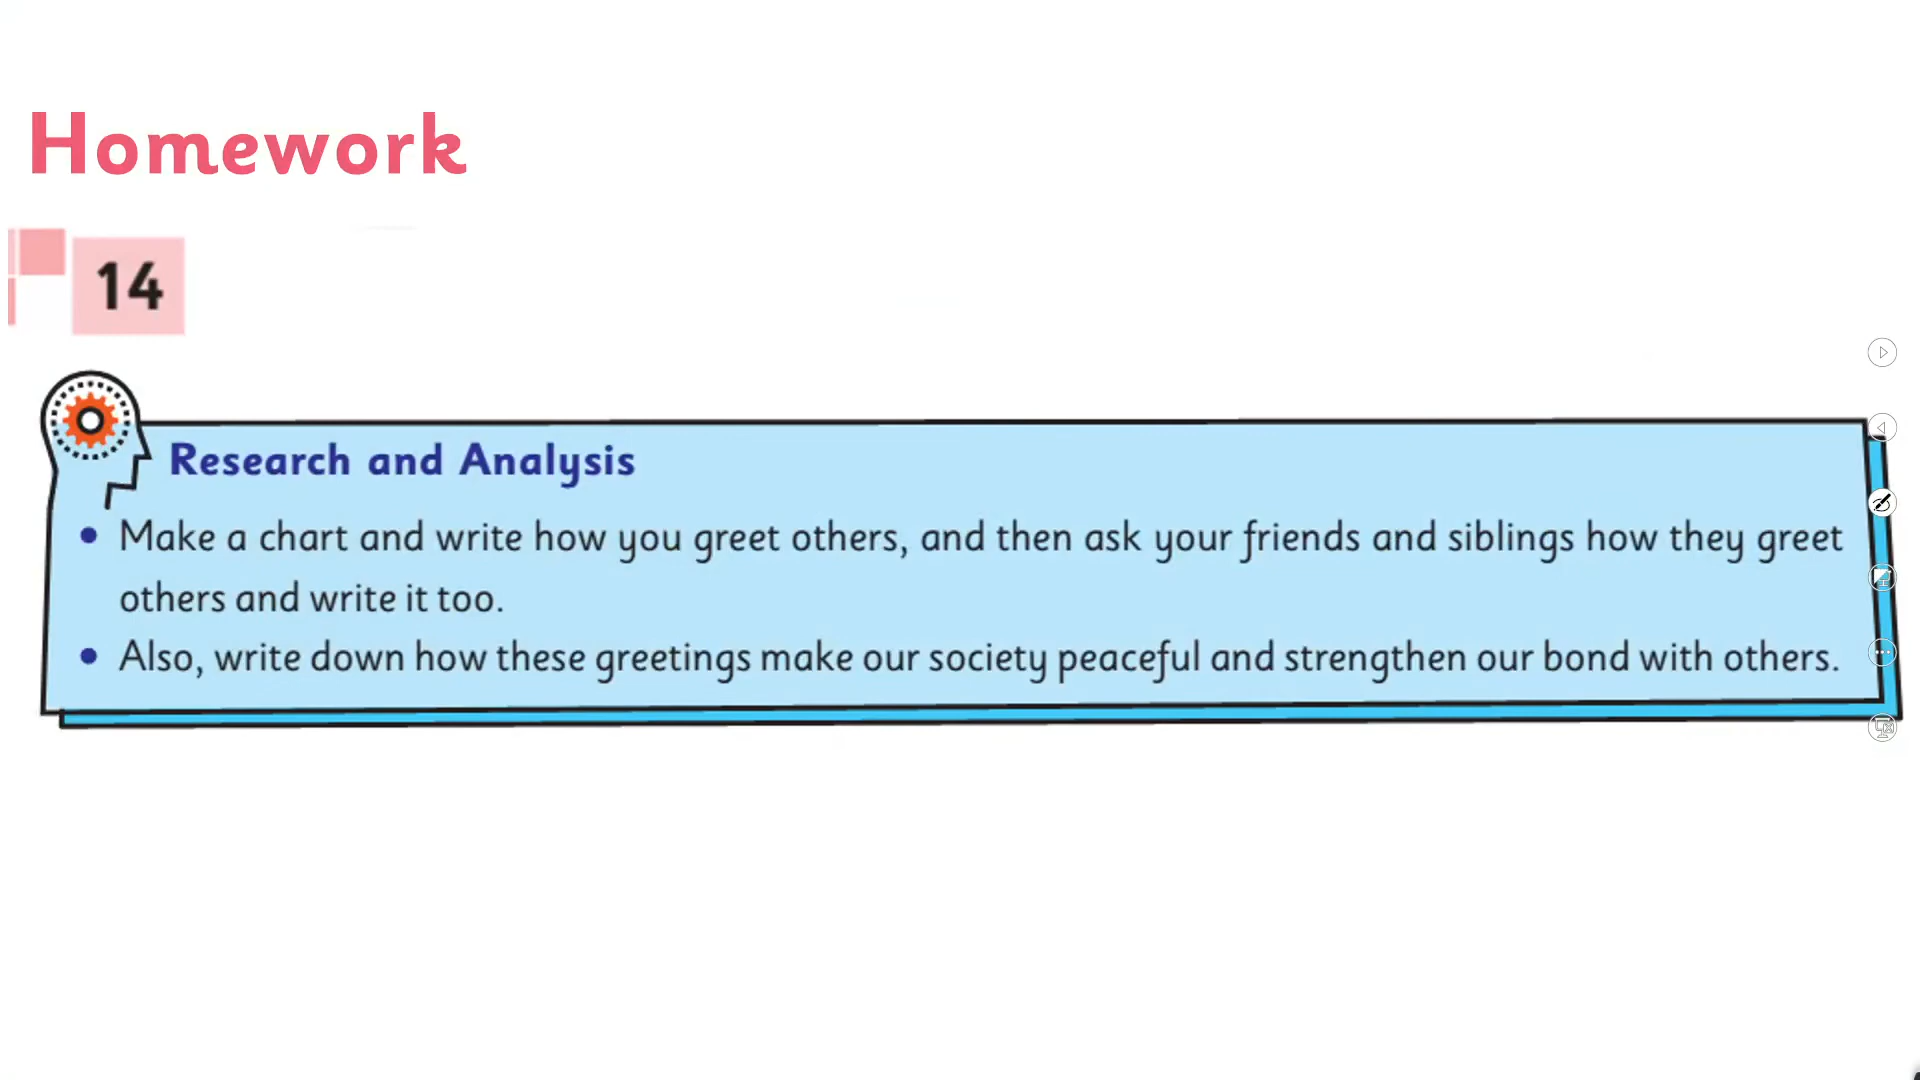 Homework
14
Research and Analysis
• Make a chart and write how you greet others, and then ask your friends and siblings how they greet
others and write it too.
• Also, write down how these greetings make our society peaceful and strengthen our bond with others.